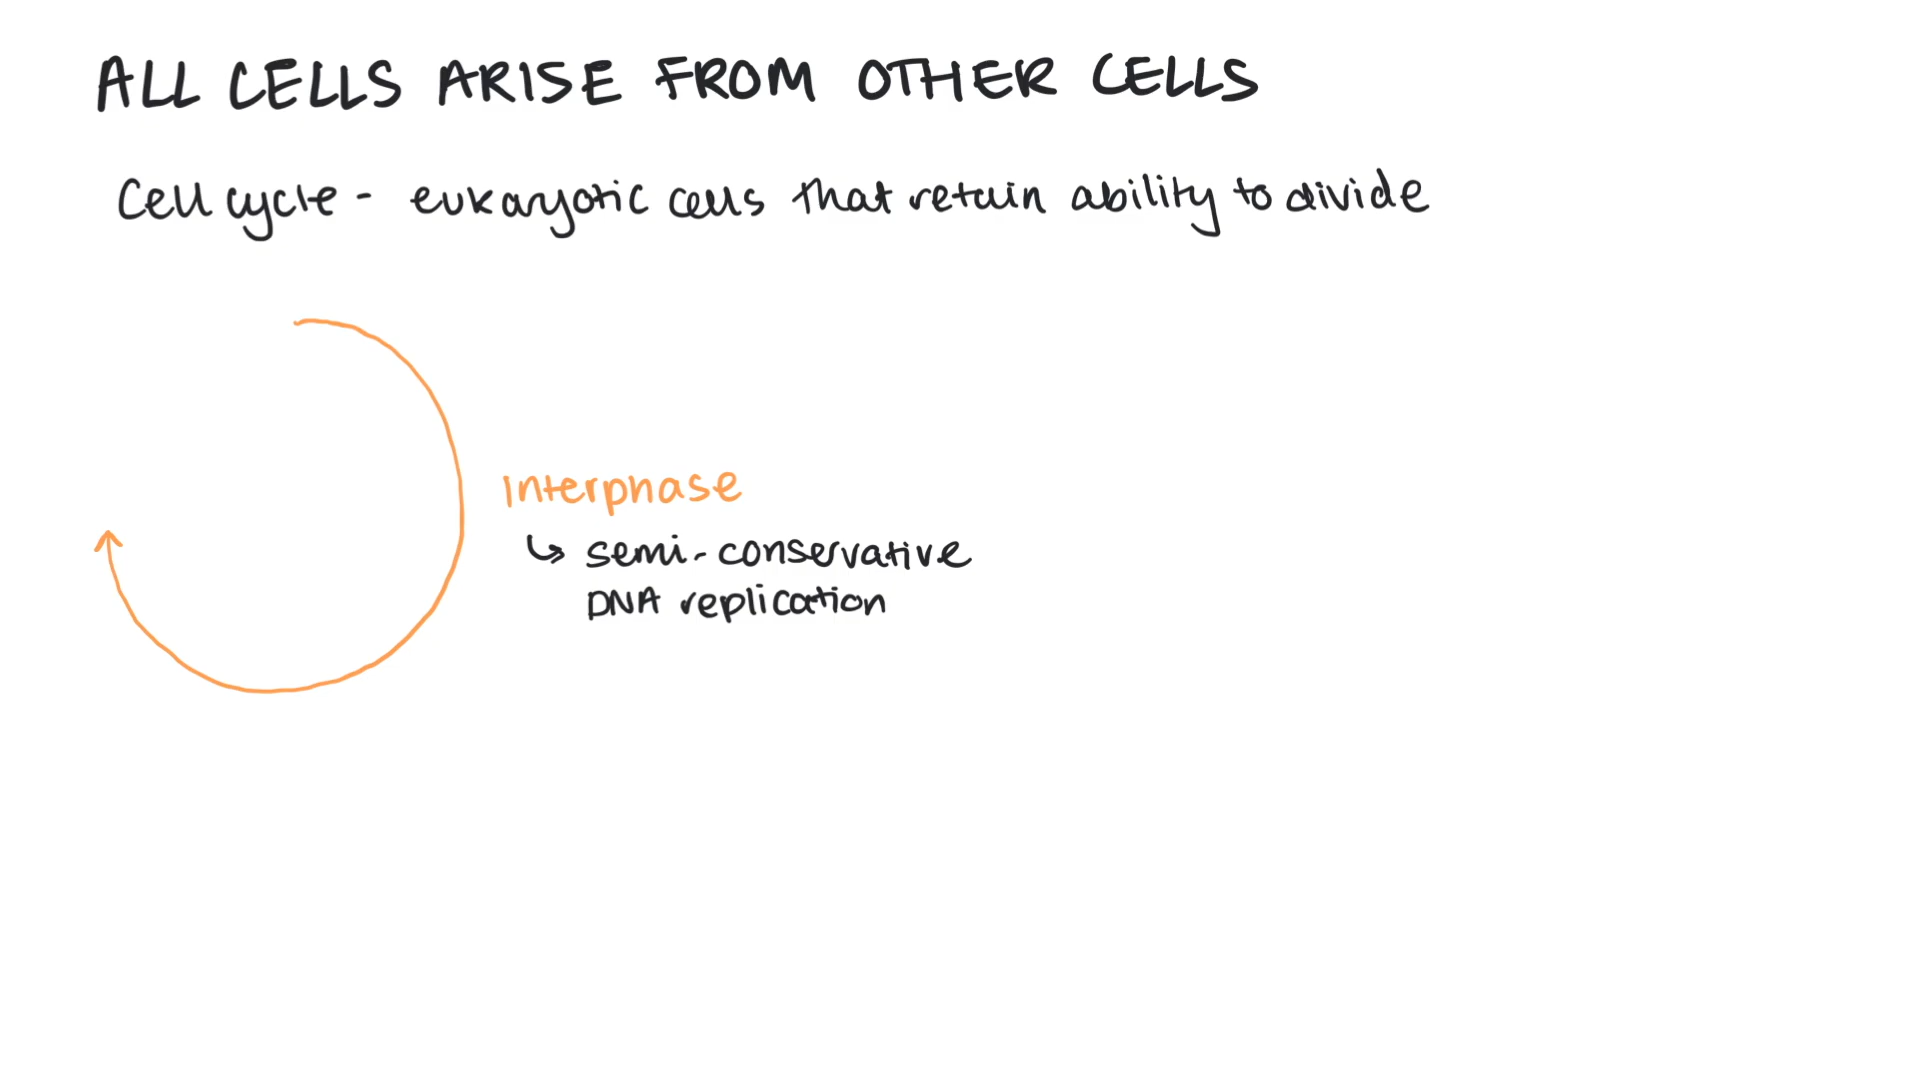 ALL CELLS ARISE FROM OTHER CELLS
Cell cycle - eukaryotic cells that retain ability to divide
Interphase
↳ semi-conservative
DNA replication